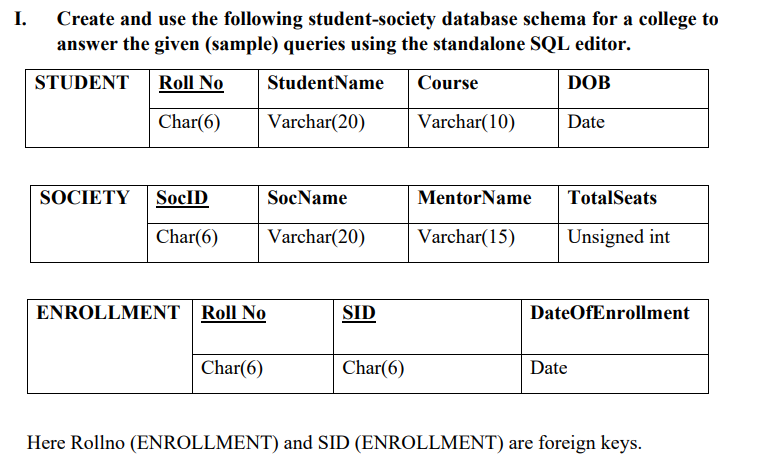 I. Create and use the following student-society database schema for a college to
answer the given (sample) queries using the standalone SQL editor.
STUDENT Roll No StudentName Course DOB
Char(6) Varchar(20) Varchar(10) Date
SOCIETY SocID SocName MentorName TotalSeats
Char(6) Varchar(20) Varchar(15) Unsigned int
ENROLLMENT Roll No SID DateOfEnrollment
Char(6) Char(6) Date
Here Rollno (ENROLLMENT) and SID (ENROLLMENT) are foreign keys.